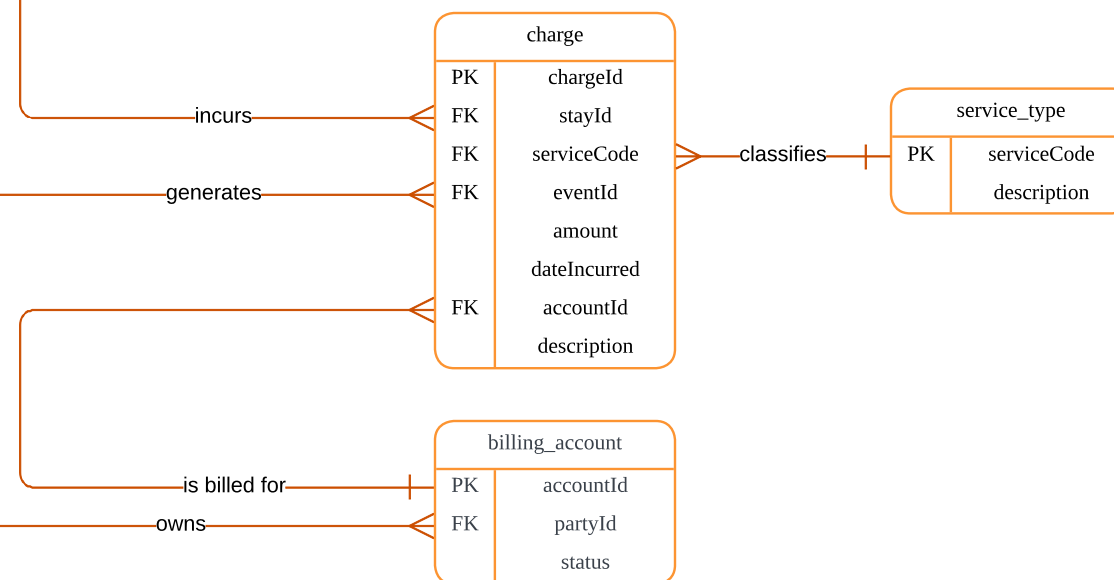 charge
PK chargeId
incurs
FK stayId
FK serviceCode
generates
FK eventId
amount
dateIncurred
FK accountId
description
classifies
service_type
PK serviceCode
description
billing_account
is billed for
PK accountId
owns
FK partyId
status